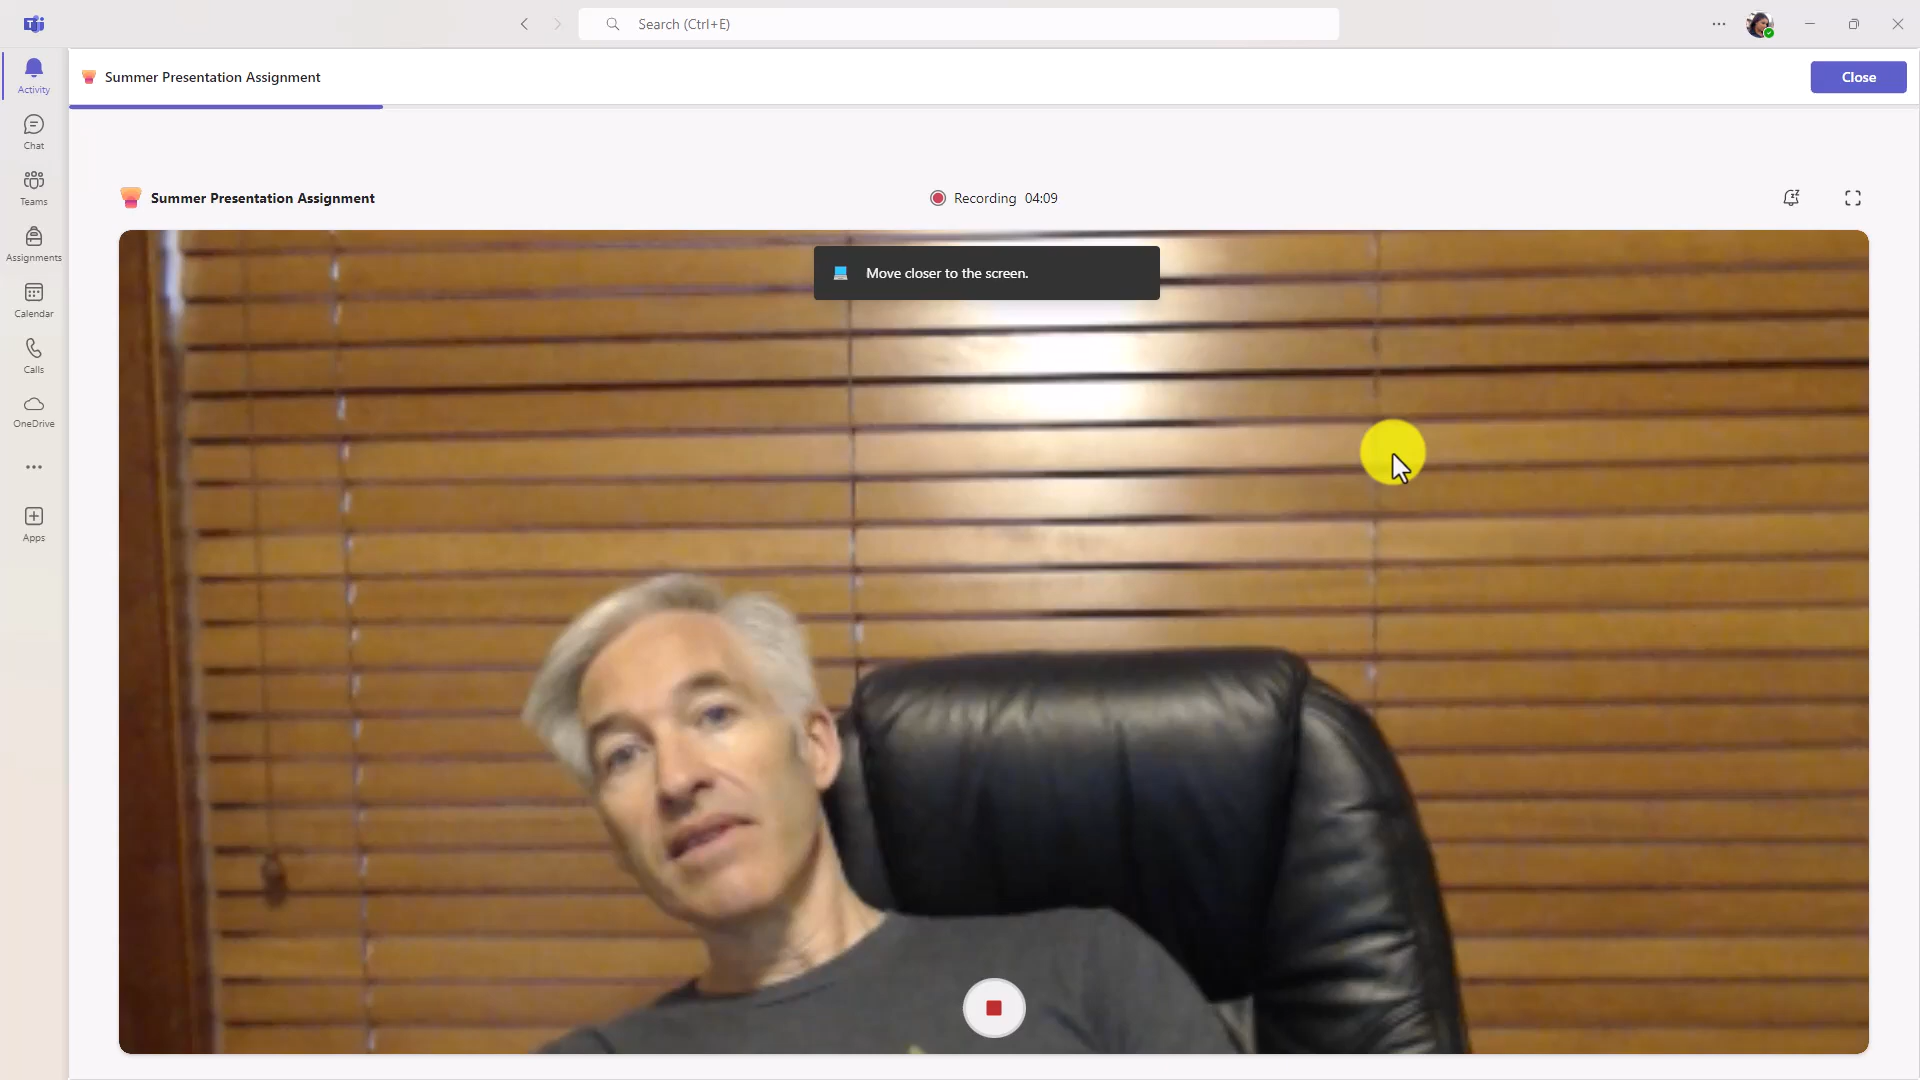 Search (Ctrl+E)
Summer Presentation Assignment
Close
Activity
Chat
Teams
Assignments
Calendar
Calls
OneDrive
Apps
Summer Presentation Assignment
Recording 04:09
Move closer to the screen.